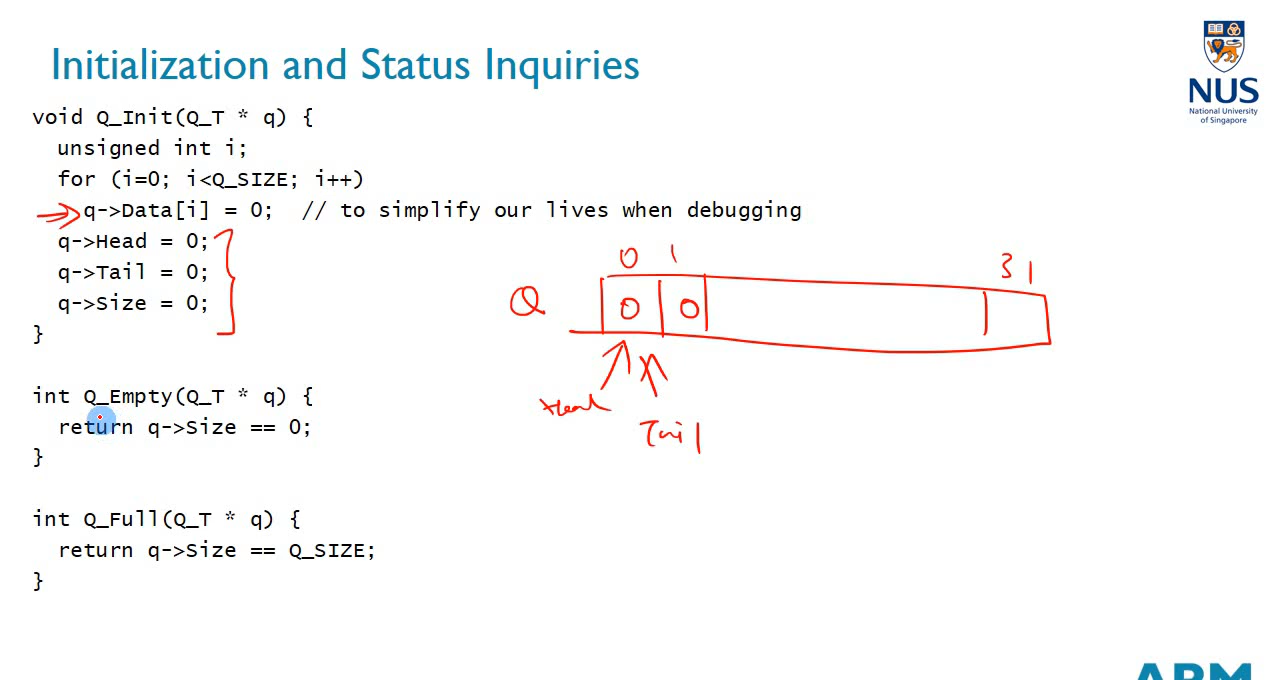 Initialization and Status Inquiries
NUS
National University
of Singapore
void Q_Init(Q_T * q) {
unsigned int i;
for (i=0; i<Q_SIZE; i++)
q->Data[i] = 0;  // to simplify our lives when debugging
q->Head = 0;
q->Tail = 0;
q->Size = 0;
}
0 1 31
Q 0 0
Head
Tail
int Q_Empty(Q_T * q) {
return q->Size == 0;
}
int Q_Full(Q_T * q) {
return q->Size == Q_SIZE;
}
ARM